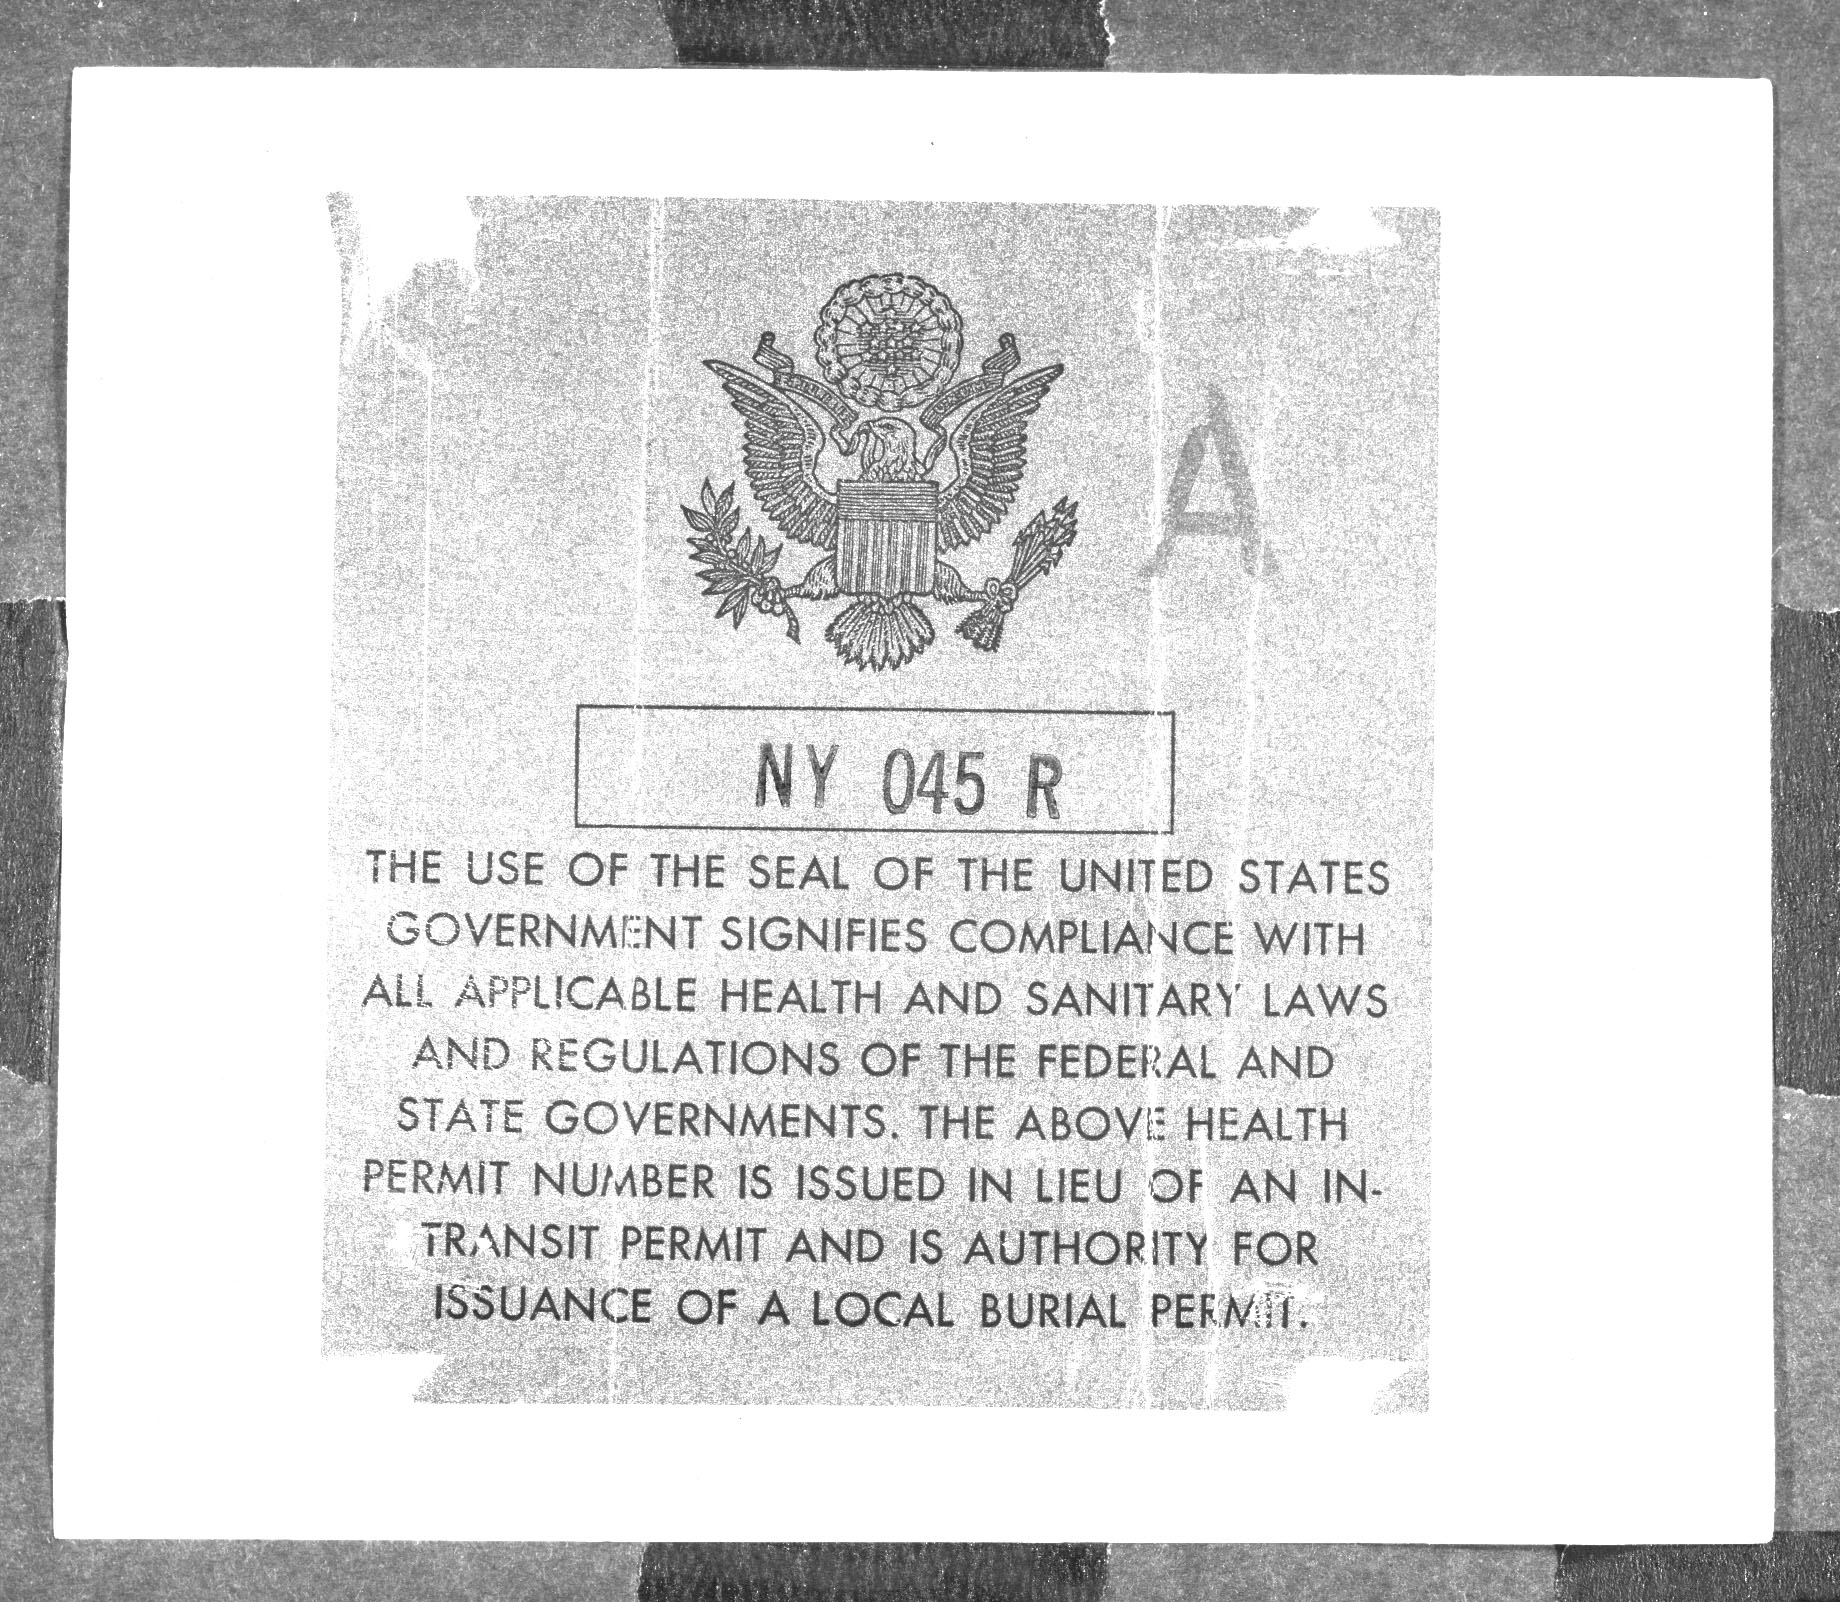 A
NY 045 R
THE USE OF THE SEAL OF THE UNITED STATES
GOVERNMENT SIGNIFIES COMPLIANCE WITH
ALL APPLICABLE HEALTH AND SANITARY LAWS
AND REGULATIONS OF THE FEDERAL AND
STATE GOVERNMENTS. THE ABOVE HEALTH
PERMIT NUMBER IS ISSUED IN LIEU OF AN IN-
TRANSIT PERMIT AND IS AUTHORITY FOR
ISSUANCE OF A LOCAL BURIAL PERMIT.